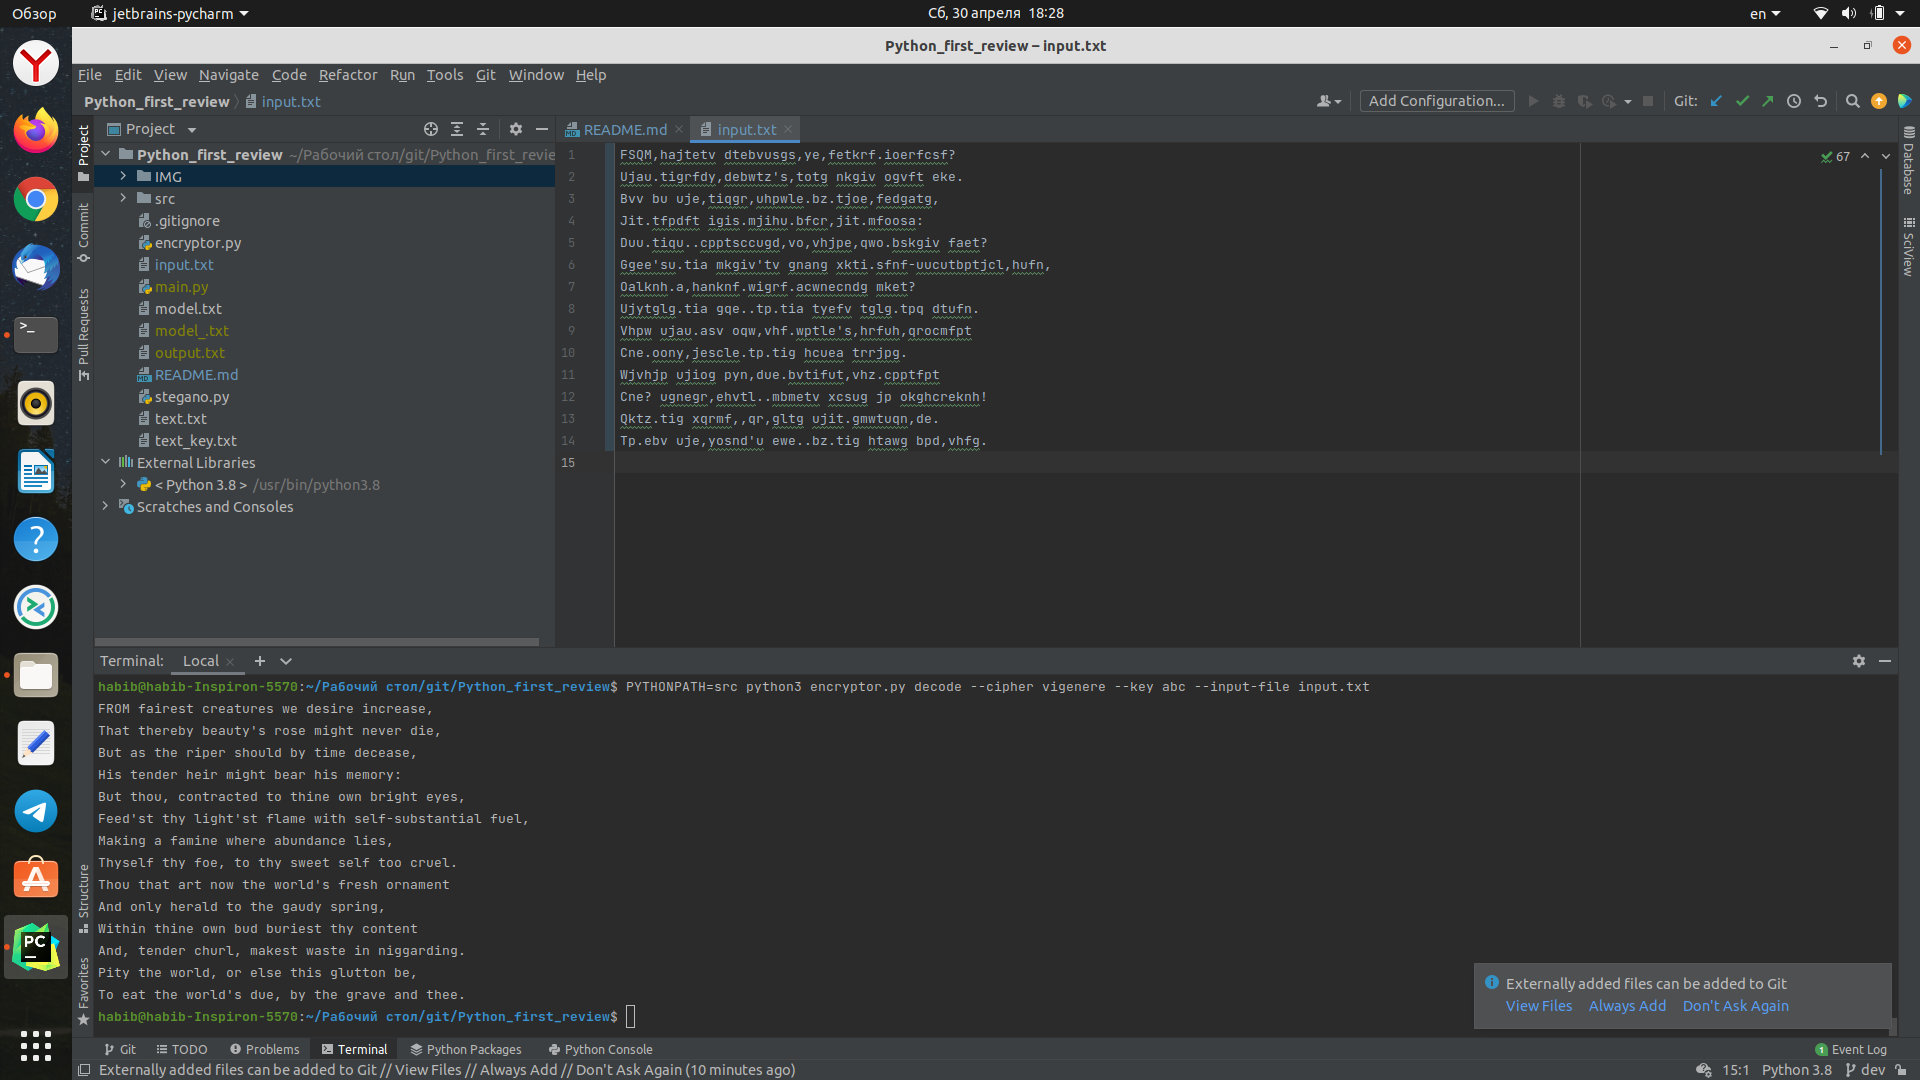 Обзор
jetbrains-pycharm
Сб, 30 апреля 18:28
en
Python_first_review – input.txt
File Edit View Navigate Code Refactor Run Tools Git Window Help
Python_first_review input.txt
Add Configuration...
Git:
Project
README.md
input.txt
Python_first_review ~/Рабочий стол/git/Python_first_revie
IMG
src
.gitignore
encryptor.py
input.txt
main.py
model.txt
model_.txt
output.txt
README.md
stegano.py
text.txt
text_key.txt
External Libraries
< Python 3.8 > /usr/bin/python3.8
Scratches and Consoles
Project
Commit
Pull Requests
Structure
Favorites
1 FSQM,hajtetv dtebvusgs,ye,fetkrf.ioerfcsf?
2 Ujau.tigrfdy,debwtz's,totg nkgiv ogvft eke.
3 Bvv bu uje,tiqgr,uhpwle.bz.tjoe,fedgatg,
4 Jit.tfpdft igis.mjihu.bfcr,jit.mfoosa:
5 Duu.tiqu..cpptsccugd,vo,vhjpe,qwo.bskgiv faet?
6 Ggee'su.tia mkgiv'tv gnang xkti.sfnf-uucutbptjcl,hufn,
7 Oalknh.a,hanknf.wigrf.acwnecndg mket?
8 Ujytglg.tia gqe..tp.tia tyefv tglg.tpq dtufn.
9 Vhpw ujau.asv oqw,vhf.wptle's,hrfuh,qrocmfpt
10 Cne.oony,jescle.tp.tig hcuea trrjpg.
11 Wjvhjp ujiog pyn,due.bvtifut,vhz.cpptfpt
12 Cne? ugnegr,ehvtl..mbmetv xcsug jp okghcreknh!
13 Qktz.tig xqrmf,,qr,gltg ujit.gmwtuqn,de.
14 Tp.ebv uje,yosnd'u ewe..bz.tig htawg bpd,vhfg.
15
67
Database
SciView
Terminal: Local
habib@habib-Inspiron-5570:~/Рабочий стол/git/Python_first_review$ PYTHONPATH=src python3 encryptor.py decode --cipher vigenere --key abc --input-file input.txt
FROM fairest creatures we desire increase,
That thereby beauty's rose might never die,
But as the riper should by time decease,
His tender heir might bear his memory:
But thou, contracted to thine own bright eyes,
Feed'st thy light'st flame with self-substantial fuel,
Making a famine where abundance lies,
Thyself thy foe, to thy sweet self too cruel.
Thou that art now the world's fresh ornament
And only herald to the gaudy spring,
Within thine own bud buriest thy content
And, tender churl, makest waste in niggarding.
Pity the world, or else this glutton be,
To eat the world's due, by the grave and thee.
habib@habib-Inspiron-5570:~/Рабочий стол/git/Python_first_review$
Externally added files can be added to Git
View Files Always Add Don't Ask Again
Git TODO Problems Terminal Python Packages Python Console
1 Event Log
Externally added files can be added to Git // View Files // Always Add // Don't Ask Again (10 minutes ago)
15:1 Python 3.8 dev